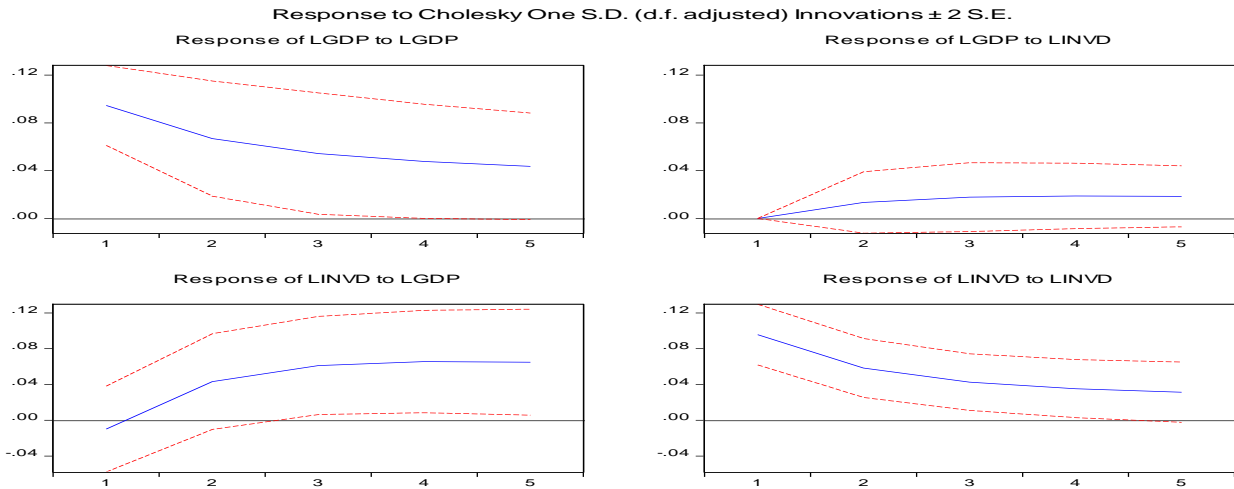 Response to Cholesky One S.D. (d.f. adjusted) Innovations ± 2 S.E.
Response of LGDP to LGDP
.12
.08
.04
.00
1 2 3 4 5
Response of LGDP to LINVD
.12
.08
.04
.00
1 2 3 4 5
Response of LINVD to LGDP
.12
.08
.04
.00
-.04
1 2 3 4 5
Response of LINVD to LINVD
.12
.08
.04
.00
-.04
1 2 3 4 5